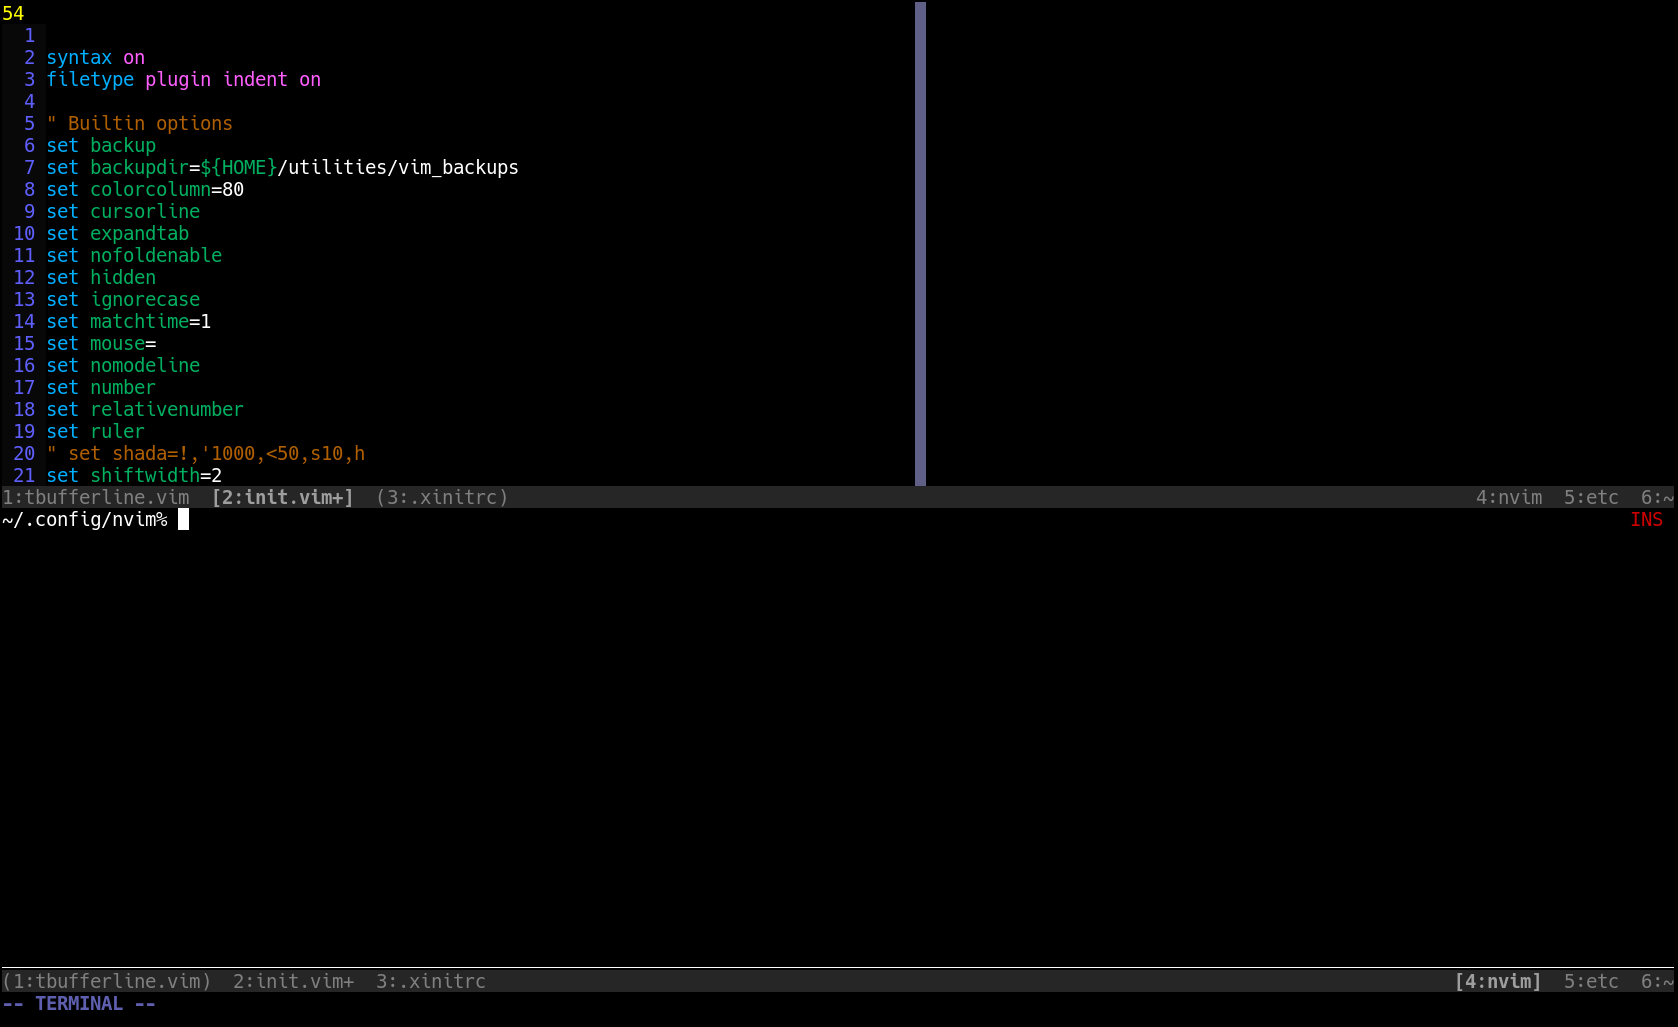 54
1
2 syntax on
3 filetype plugin indent on
4
5 " Builtin options
6 set backup
7 set backupdir=${HOME}/utilities/vim_backups
8 set colorcolumn=80
9 set cursorline
10 set expandtab
11 set nofoldenable
12 set hidden
13 set ignorecase
14 set matchtime=1
15 set mouse=
16 set nomodeline
17 set number
18 set relativenumber
19 set ruler
20 " set shada=!,'1000,<50,s10,h
21 set shiftwidth=2
1:tbufferline.vim [2:init.vim+] (3:.xinitrc) 4:nvim 5:etc 6:~
~/.config/nvim% INS
(1:tbufferline.vim) 2:init.vim+ 3:.xinitrc [4:nvim] 5:etc 6:~
-- TERMINAL --